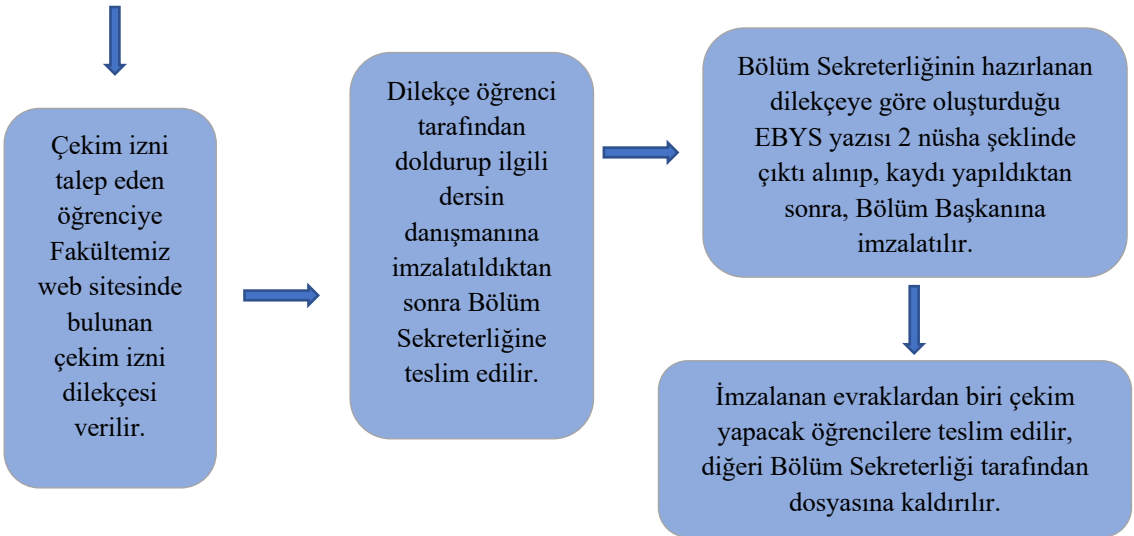 Çekim izni
talep eden
öğrenciye
Fakültemiz
web sitesinde
bulunan
çekim izni
dilekçesi
verilir.
Dilekçe öğrenci
tarafından
doldurup ilgili
dersin
danışmanına
imzalatıldıktan
sonra Bölüm
Sekreterliğine
teslim edilir.
Bölüm Sekreterliğinin hazırlanan
dilekçeye göre oluşturduğu
EBYS yazısı 2 nüsha şeklinde
çıktı alınıp, kaydı yapıldıktan
sonra, Bölüm Başkanına
imzalatılır.
İmzalanan evraklardan biri çekim
yapacak öğrencilere teslim edilir,
diğeri Bölüm Sekreterliği tarafından
dosyasına kaldırılır.